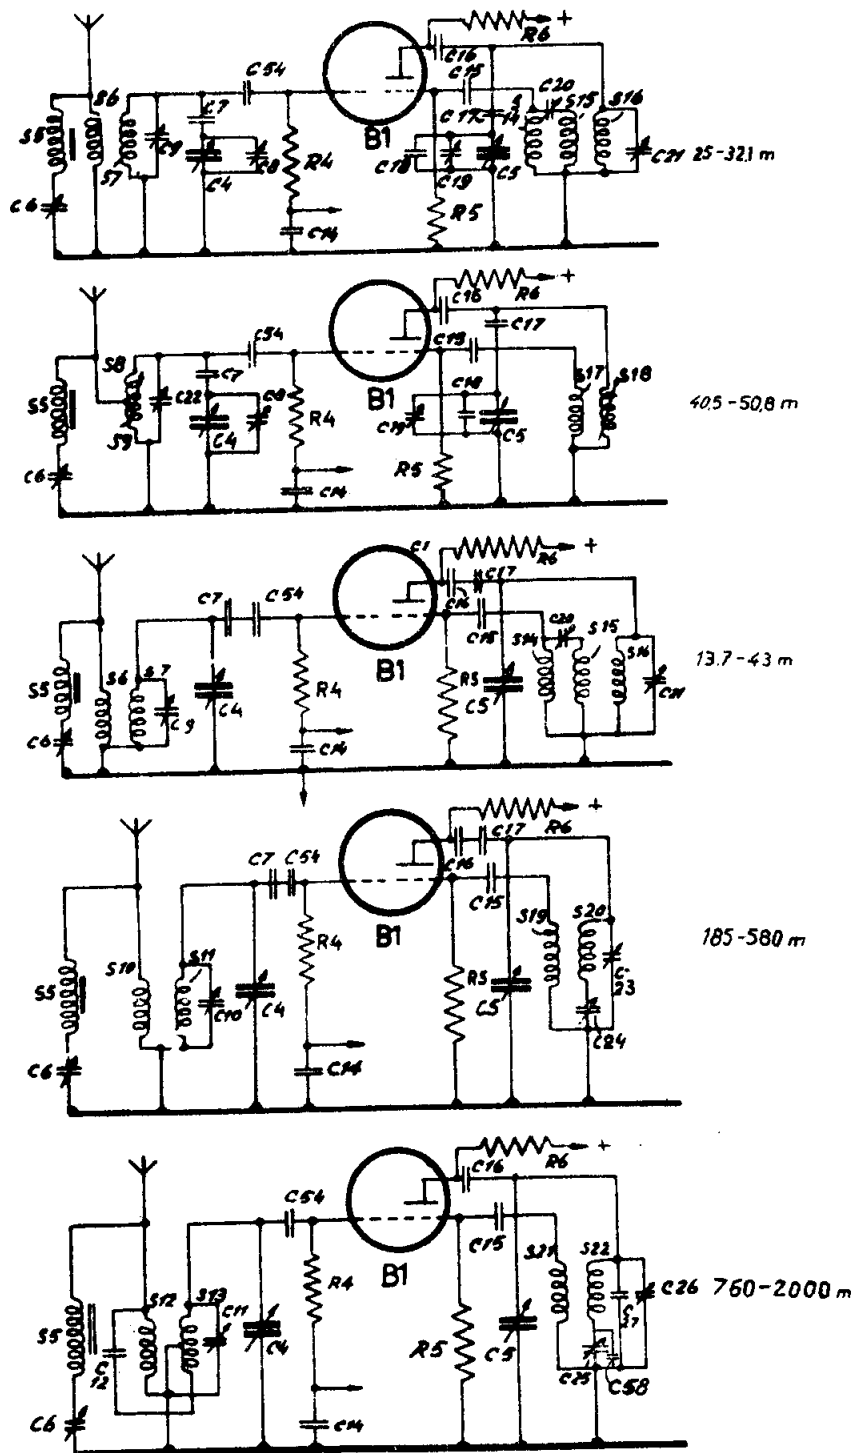 R6 +
C16
C54 C15
S6 C7 C20 S15 S16
S5 C9 C8 R4 B1 C17 S14 C21 25-32,1 m
S7 C4 C18 C19 C5
C6 C14 R5
R6 +
C16
C54 C15 C17
S8 C7 S17 S18
S5 C22 C8 R4 B1 C18 40,5-50,8 m
S9 C4 C19 C5
C6 C14 R5
C1 R6 +
C16 C17
C7 C54 C15
S6 S7 S14 C20 S15 S16 13.7-43 m
S5 R4 B1 R5 C21
C6 C9 C4 C5
C14
R6 +
C17
C7 C54 C16
C15
S10 S11 R4 B1 S19 S20 185-580 m
S5 R5 C23
C10 C4 C5 C24
C6 C14
R6 +
C16
C54 C15
S12 S13 R4 B1 S21 S22
C11 C26 760-2000 m
S5 C4 R5 C5 C27
C12 C25 C58
C6 C14